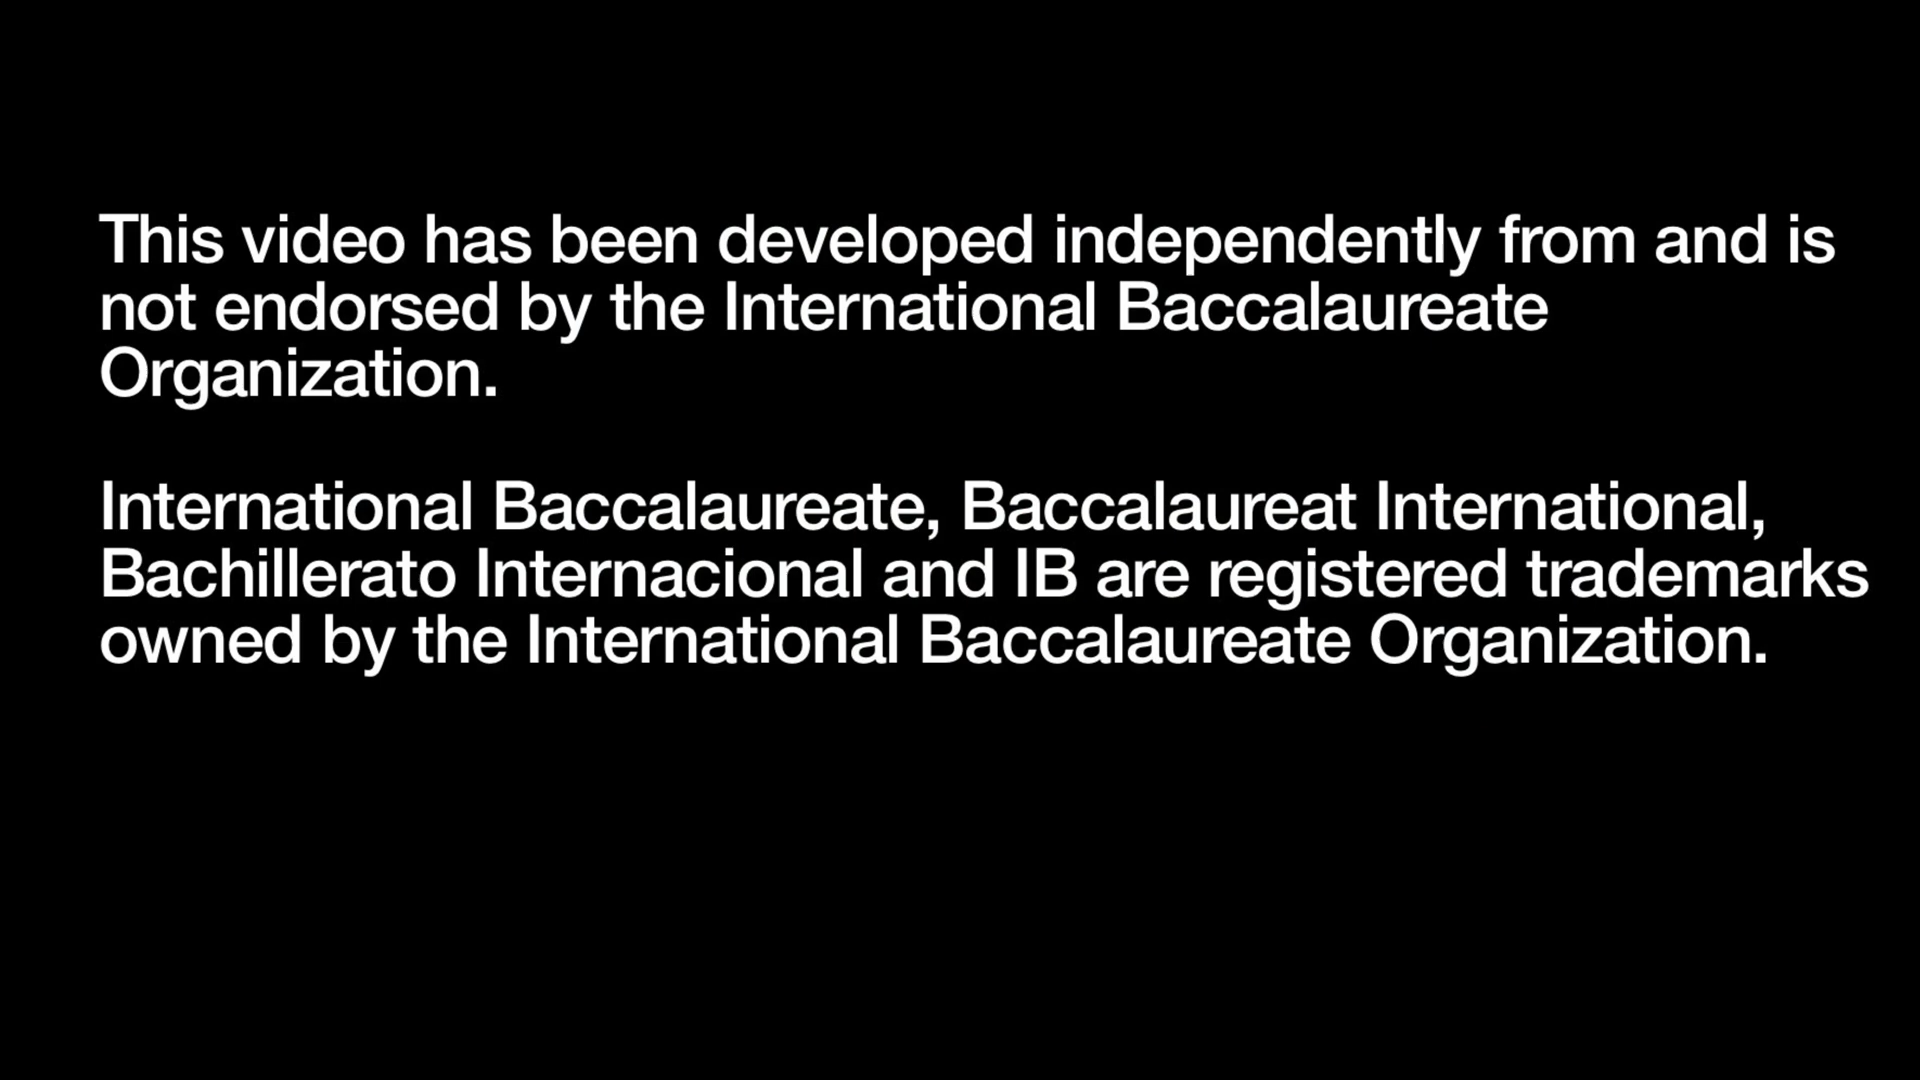 This video has been developed independently from and is
not endorsed by the International Baccalaureate
Organization.
International Baccalaureate, Baccalaureat International,
Bachillerato Internacional and IB are registered trademarks
owned by the International Baccalaureate Organization.